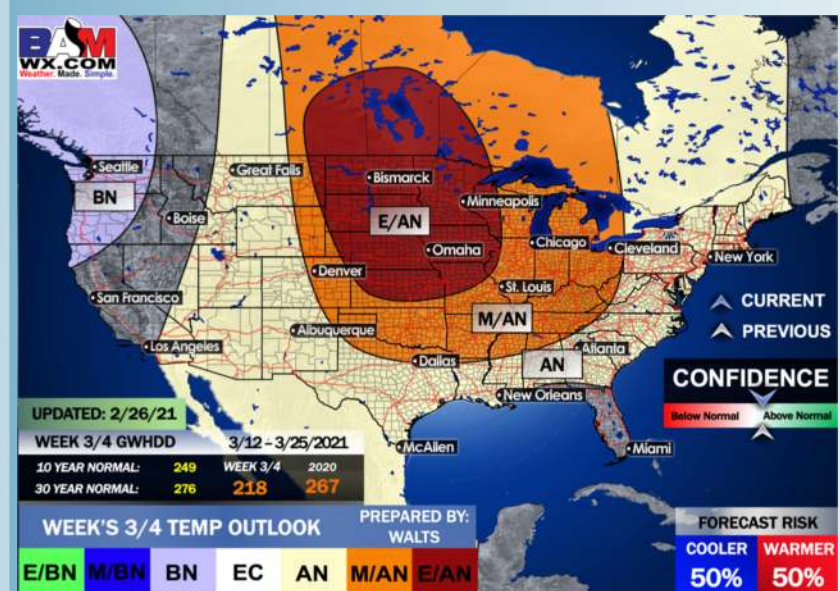 BAM
WX.COM
Weather. Made. Simple.
Seattle
Great Falls
Bismarck
BN
Minneapolis
Boise
E/AN
Omaha
Chicago
Cleveland
New York
Denver
St. Louis
San Francisco
M/AN
CURRENT
PREVIOUS
Albuquerque
Los Angeles
Dallas
Atlanta
AN
CONFIDENCE
New Orleans
Below Normal
Above Normal
UPDATED: 2/26/21
WEEK 3/4 GWHDD 3/12 - 3/25/2021
McAllen
Miami
10 YEAR NORMAL: 249 WEEK 3/4 2020
30 YEAR NORMAL: 276 218 267
WEEK'S 3/4 TEMP OUTLOOK
PREPARED BY:
WALTS
FORECAST RISK
COOLER WARMER
50% 50%
E/BN M/BN BN EC AN M/AN E/AN